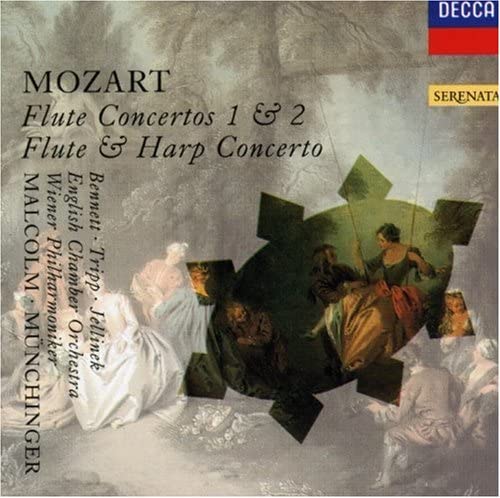 DECCA
SERENATA
MOZART
Flute Concertos 1 & 2
Flute & Harp Concerto
Bennett · Tripp · Jellinek
English Chamber Orchestra
Wiener Philharmoniker
MALCOLM · MÜNCHINGER